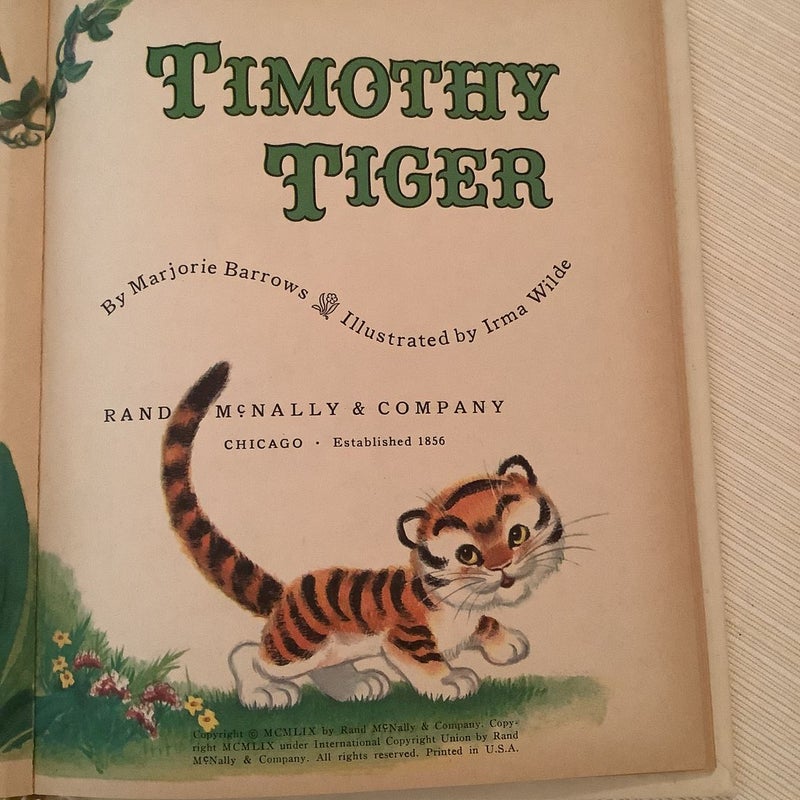 TIMOTHY
TIGER
By Marjorie Barrows Illustrated by Irma Wilde
RAND McNALLY & COMPANY
CHICAGO · Established 1856
Copyright © MCMLIX by Rand McNally & Company. Copy-
right MCMLIX under International Copyright Union by Rand
McNally & Company. All rights reserved. Printed in U.S.A.